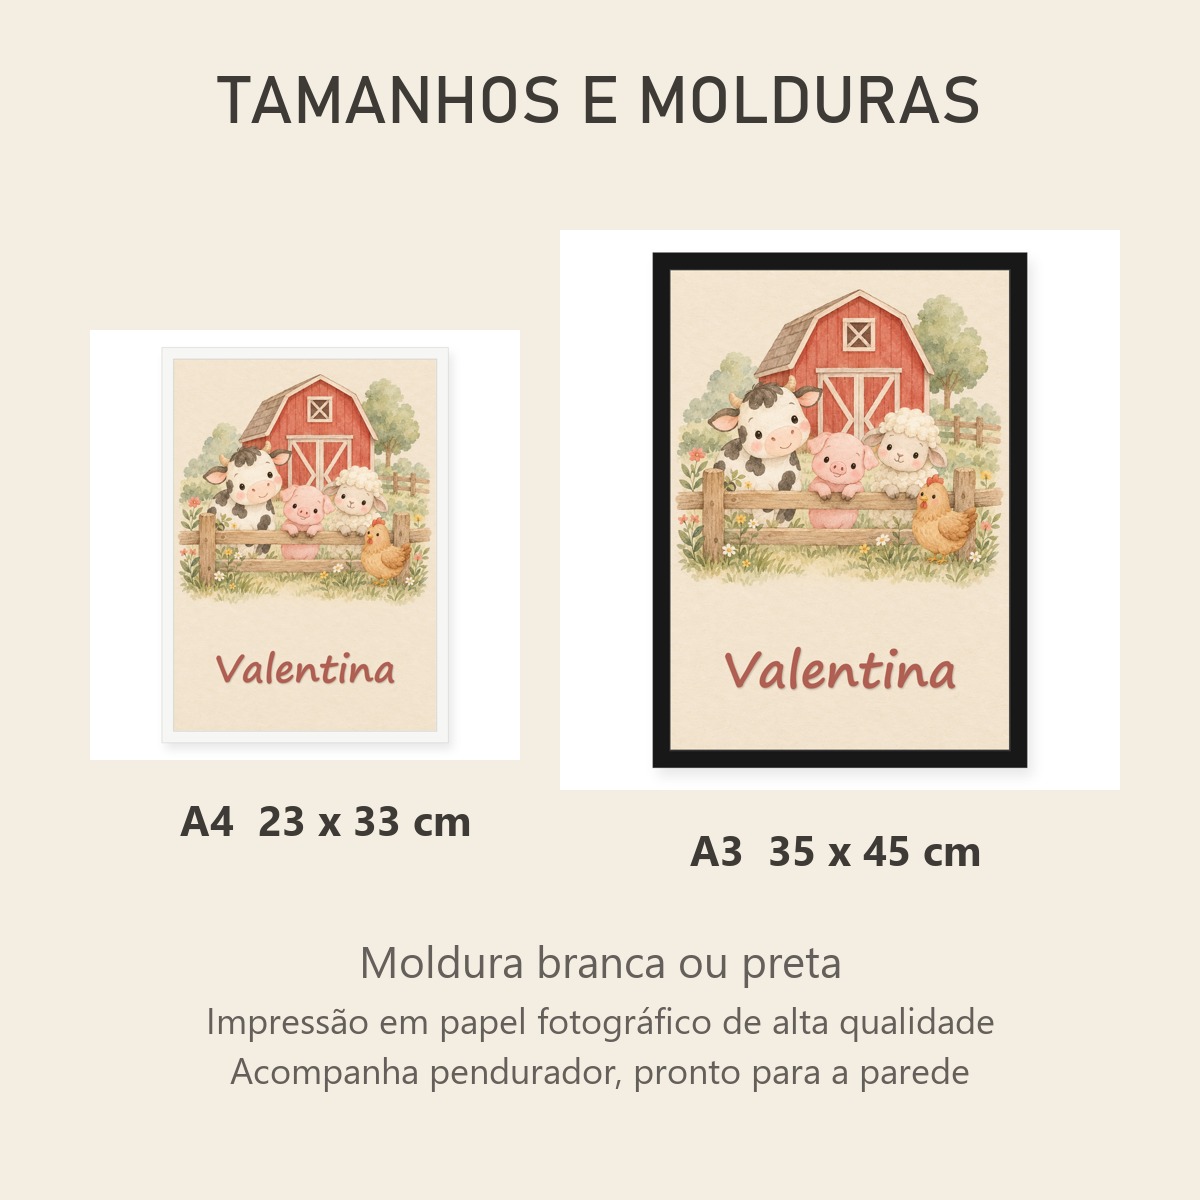 TAMANHOS E MOLDURAS
Valentina
Valentina
A4 23 x 33 cm
A3 35 x 45 cm
Moldura branca ou preta
Impressão em papel fotográfico de alta qualidade
Acompanha pendurador, pronto para a parede